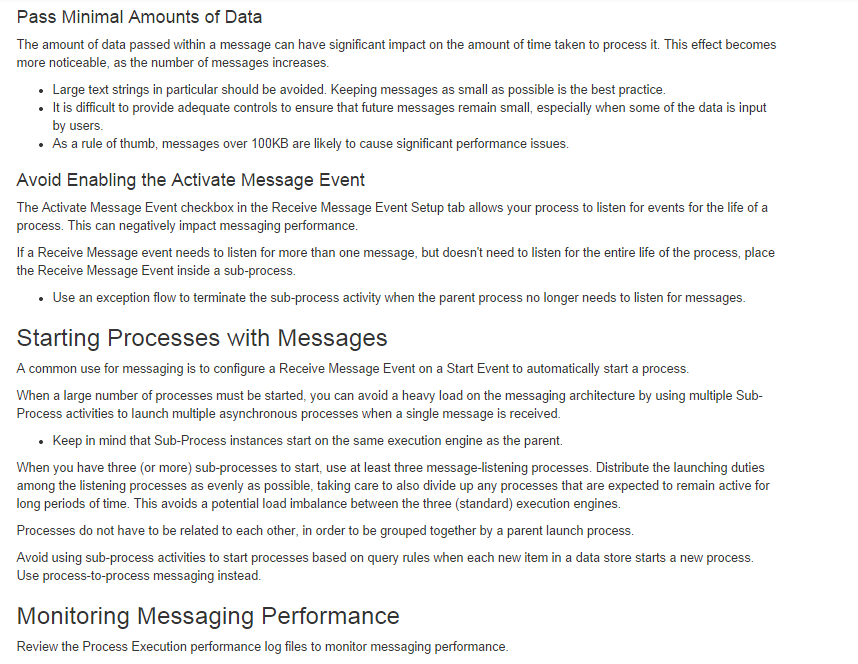 Pass Minimal Amounts of Data
The amount of data passed within a message can have significant impact on the amount of time taken to process it. This effect becomes
more noticeable, as the number of messages increases.
• Large text strings in particular should be avoided. Keeping messages as small as possible is the best practice.
• It is difficult to provide adequate controls to ensure that future messages remain small, especially when some of the data is input
by users.
• As a rule of thumb, messages over 100KB are likely to cause significant performance issues.
Avoid Enabling the Activate Message Event
The Activate Message Event checkbox in the Receive Message Event Setup tab allows your process to listen for events for the life of a
process. This can negatively impact messaging performance.
If a Receive Message event needs to listen for more than one message, but doesn't need to listen for the entire life of the process, place
the Receive Message Event inside a sub-process.
• Use an exception flow to terminate the sub-process activity when the parent process no longer needs to listen for messages.
Starting Processes with Messages
A common use for messaging is to configure a Receive Message Event on a Start Event to automatically start a process.
When a large number of processes must be started, you can avoid a heavy load on the messaging architecture by using multiple Sub-
Process activities to launch multiple asynchronous processes when a single message is received.
• Keep in mind that Sub-Process instances start on the same execution engine as the parent.
When you have three (or more) sub-processes to start, use at least three message-listening processes. Distribute the launching duties
among the listening processes as evenly as possible, taking care to also divide up any processes that are expected to remain active for
long periods of time. This avoids a potential load imbalance between the three (standard) execution engines.
Processes do not have to be related to each other, in order to be grouped together by a parent launch process.
Avoid using sub-process activities to start processes based on query rules when each new item in a data store starts a new process.
Use process-to-process messaging instead.
Monitoring Messaging Performance
Review the Process Execution performance log files to monitor messaging performance.